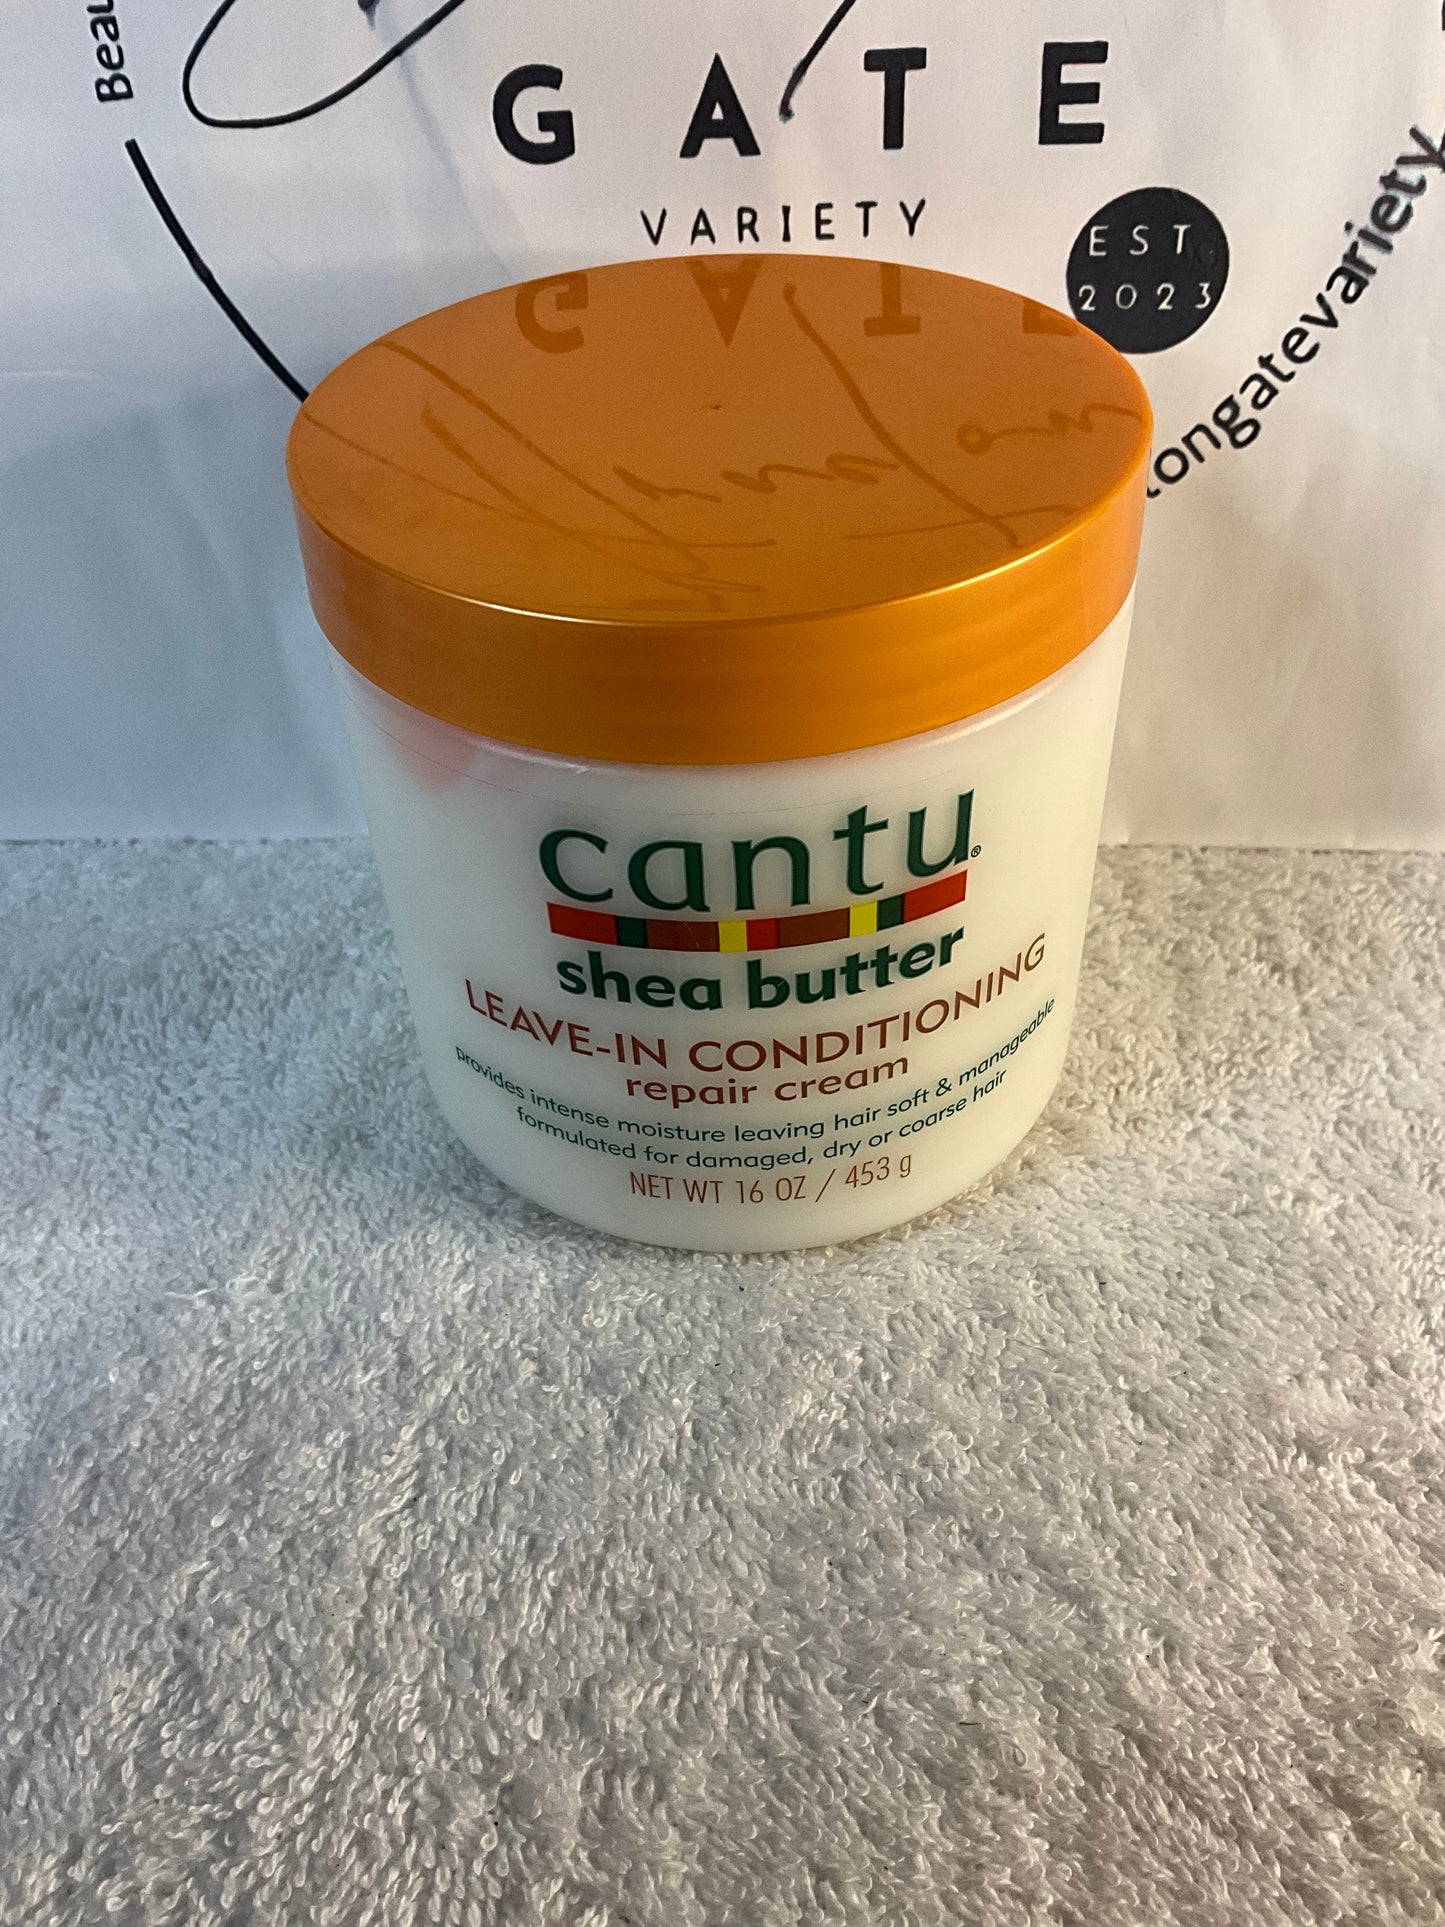 GATE
VARIETY
EST.
2023
ongatevariety
cantu®
shea butter
LEAVE-IN CONDITIONING
repair cream
provides intense moisture leaving hair soft & manageable
formulated for damaged, dry or coarse hair
NET WT 16 OZ / 453 g